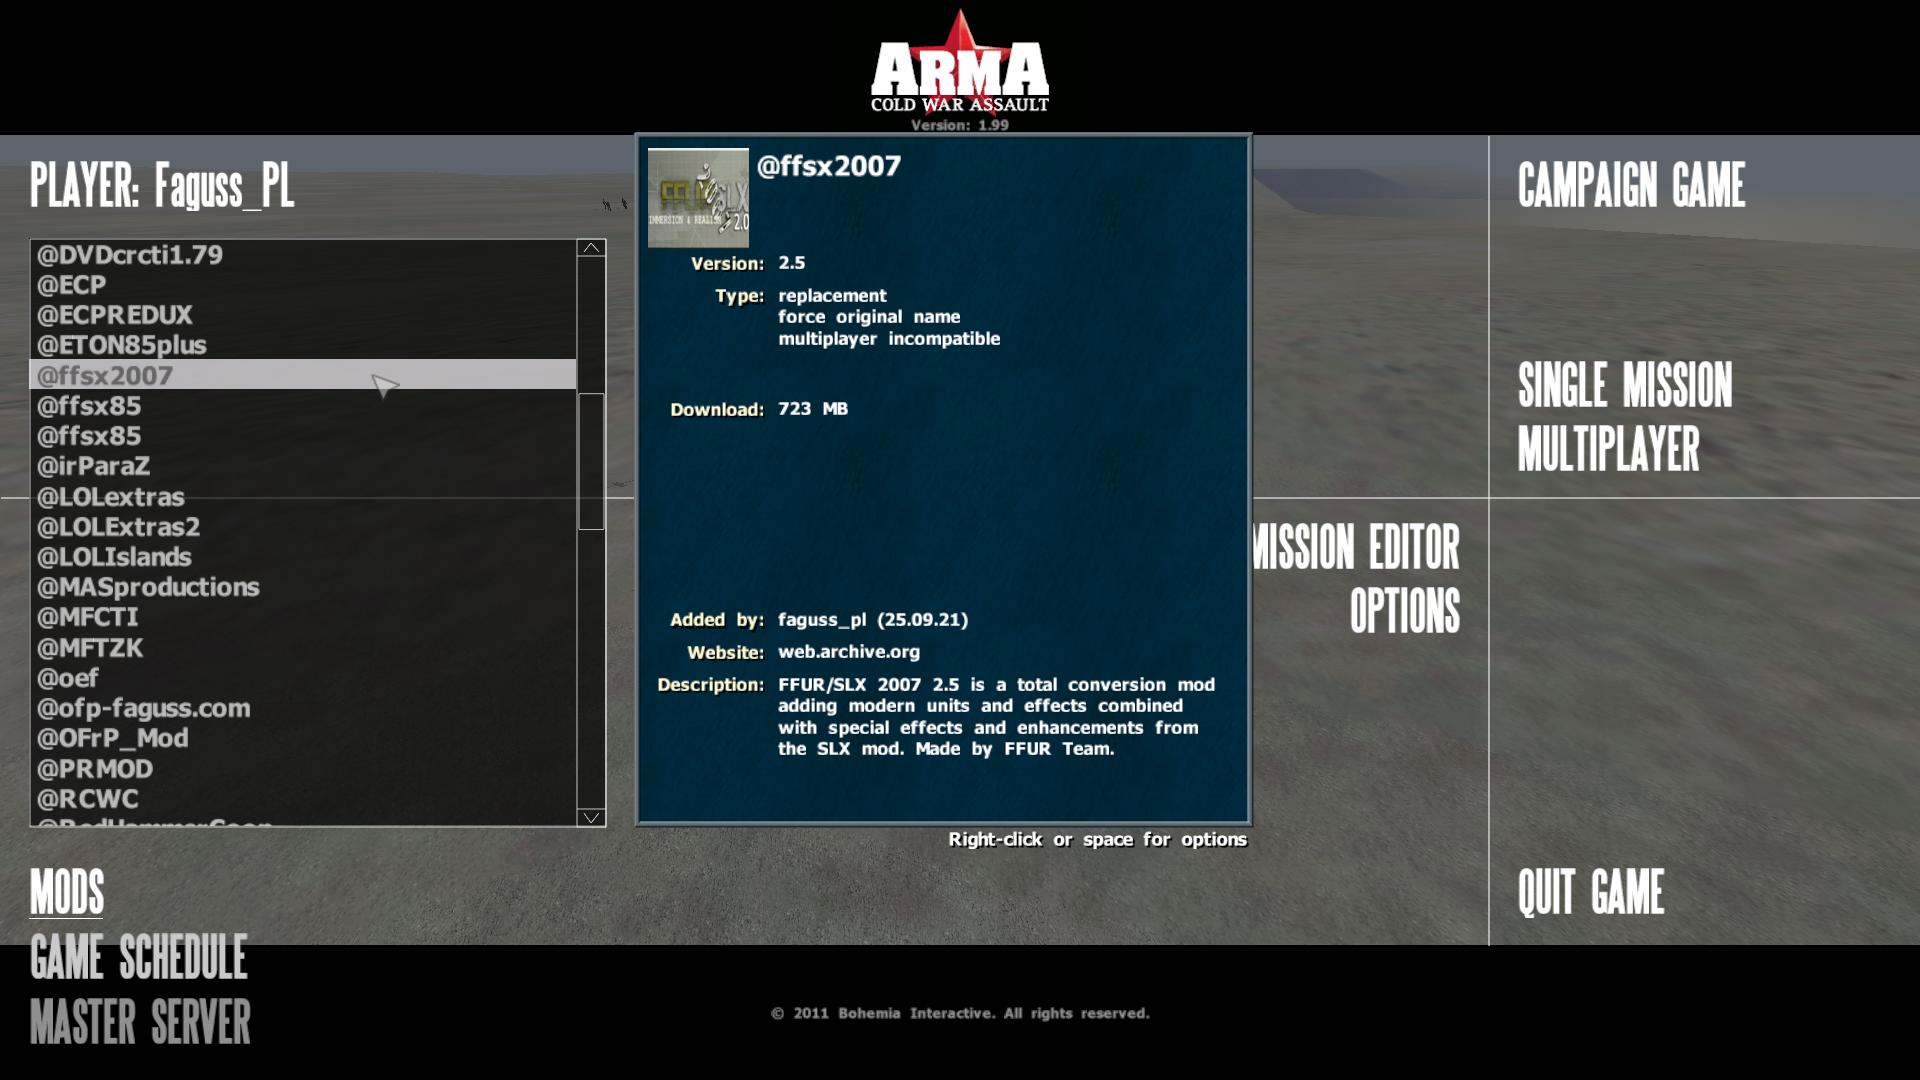 ARMA
COLD WAR ASSAULT
Version: 1.99
PLAYER: Faguss_PL
@DVDcrcti1.79
@ECP
@ECPREDUX
@ETON85plus
@ffsx2007
@ffsx85
@ffsx85
@irParaZ
@LOLextras
@LOLExtras2
@LOLIslands
@MASproductions
@MFCTI
@MFTZK
@oef
@ofp-faguss.com
@OFrP_Mod
@PRMOD
@RCWC
@RedHammerCoop
MODS
GAME SCHEDULE
MASTER SERVER
@ffsx2007
Version: 2.5
Type: replacement
force original name
multiplayer incompatible
Download: 723 MB
Added by: faguss_pl (25.09.21)
Website: web.archive.org
Description: FFUR/SLX 2007 2.5 is a total conversion mod
adding modern units and effects combined
with special effects and enhancements from
the SLX mod. Made by FFUR Team.
Right-click or space for options
CAMPAIGN GAME
SINGLE MISSION
MULTIPLAYER
MISSION EDITOR
OPTIONS
QUIT GAME
© 2011 Bohemia Interactive. All rights reserved.